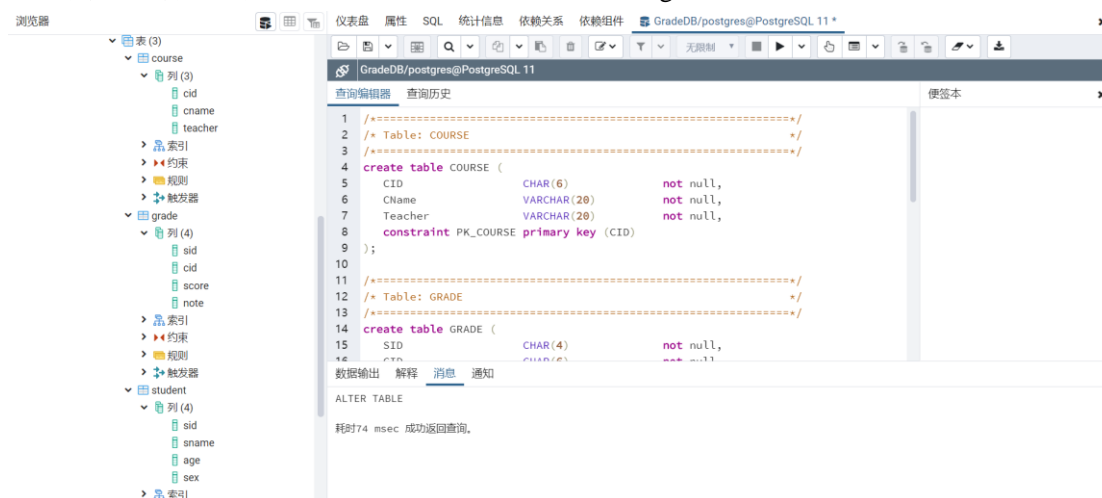 浏览器
仪表盘 属性 SQL 统计信息 依赖关系 依赖组件 GradeDB/postgres@PostgreSQL 11 *
表 (3)
course
列 (3)
cid
cname
teacher
索引
约束
规则
触发器
grade
列 (4)
sid
cid
score
note
索引
约束
规则
触发器
student
列 (4)
sid
sname
age
sex
索引
无限制
GradeDB/postgres@PostgreSQL 11
查询编辑器 查询历史
便签本
1 /*==============================================================*/
2 /* Table: COURSE */
3 /*==============================================================*/
4 create table COURSE (
5 CID CHAR(6) not null,
6 CName VARCHAR(20) not null,
7 Teacher VARCHAR(20) not null,
8 constraint PK_COURSE primary key (CID)
9 );
10
11 /*==============================================================*/
12 /* Table: GRADE */
13 /*==============================================================*/
14 create table GRADE (
15 SID CHAR(4) not null,
16 CID CHAR(6) not null,
数据输出 解释 消息 通知
ALTER TABLE
耗时74 msec 成功返回查询。